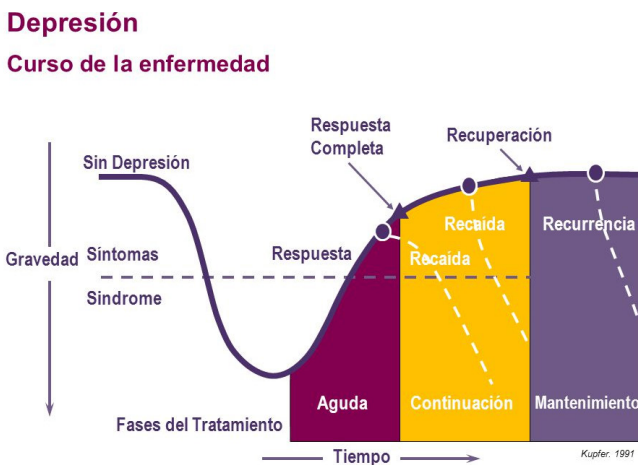 Depresión
Curso de la enfermedad
Respuesta
Completa
Recuperación
Sin Depresión
Recaída
Recurrencia
Gravedad
Síntomas
Respuesta
Recaída
Síndrome
Aguda
Continuación
Mantenimiento
Fases del Tratamiento
Tiempo
Kupfer. 1991